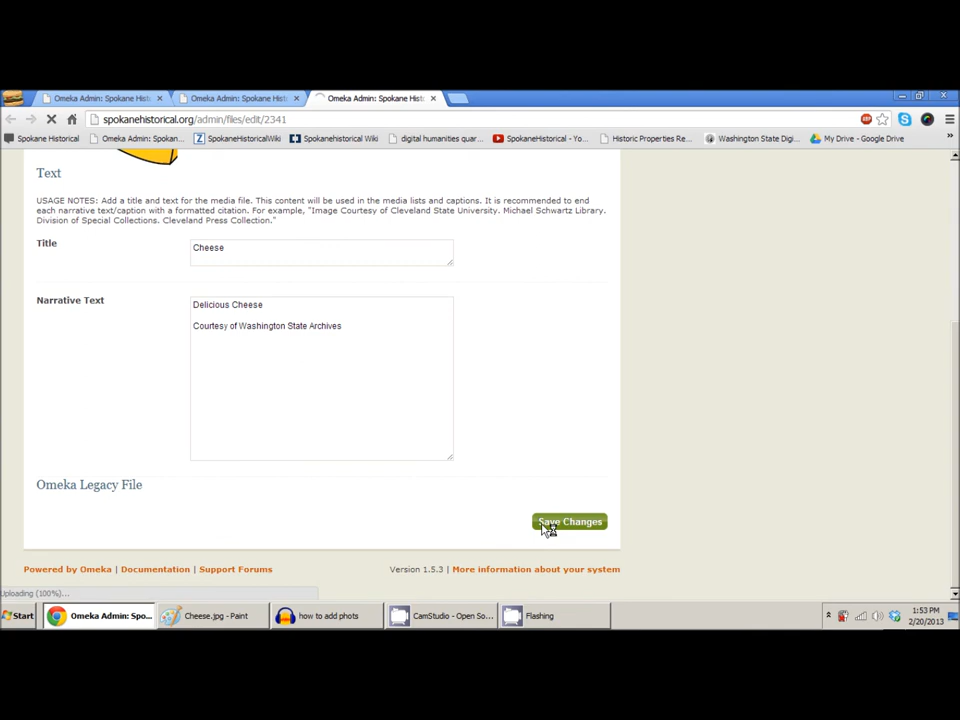 Omeka Admin: Spokane Hist
Omeka Admin: Spokane Hist
Omeka Admin: Spokane Hist
spokanehistorical.org/admin/files/edit/2341
Spokane Historical
Omeka Admin: Spokan...
SpokaneHistoricalWiki
Spokane Historical Wiki
digital humanities quar...
Spokane Historical - Yo...
Historic Properties Re...
Washington State Digi...
My Drive - Google Drive
Text
USAGE NOTES: Add a title and text for the media file. This content will be used in the media lists and captions. It is recommended to end
each narrative text/caption with a formatted citation. For example, "Image Courtesy of Cleveland State University. Michael Schwartz Library.
Division of Special Collections. Cleveland Press Collection."
Title
Cheese
Narrative Text
Delicious Cheese
Courtesy of Washington State Archives
Omeka Legacy File
Save Changes
Powered by Omeka | Documentation | Support Forums
Version 1.5.3 | More information about your system
Uploading (100%)...
Start
Omeka Admin: Spo...
Cheese.jpg - Paint
how to add phots
CamStudio - Open So...
Flashing
1:53 PM
2/20/2013